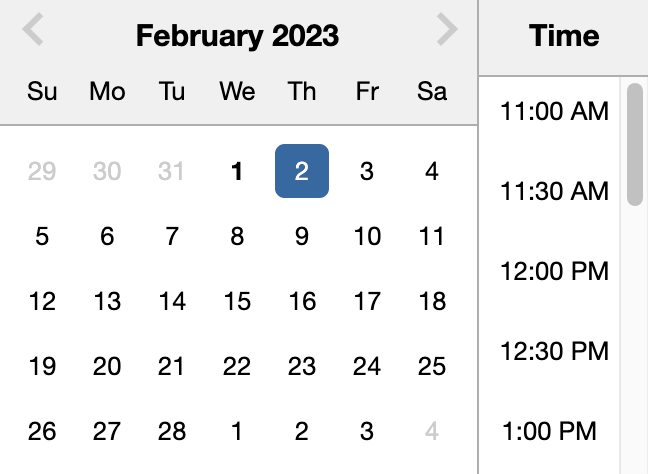 February 2023
Su Mo Tu We Th Fr Sa
29 30 31 1 2 3 4
5 6 7 8 9 10 11
12 13 14 15 16 17 18
19 20 21 22 23 24 25
26 27 28 1 2 3 4
Time
11:00 AM
11:30 AM
12:00 PM
12:30 PM
1:00 PM